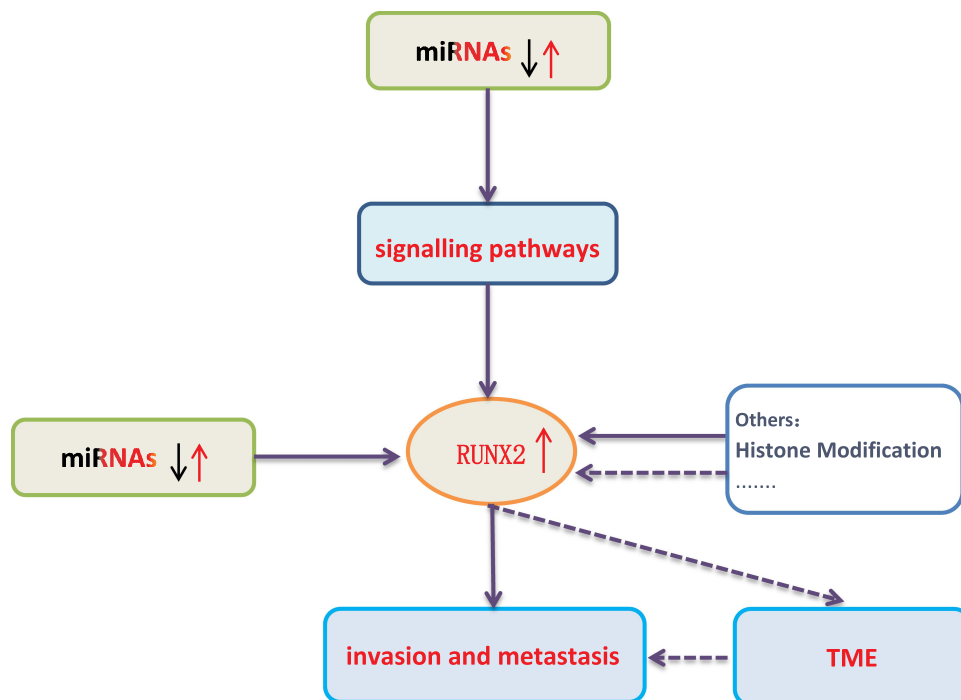 miRNAs
signalling pathways
miRNAs
RUNX2
Others：
Histone Modification
.......
invasion and metastasis
TME